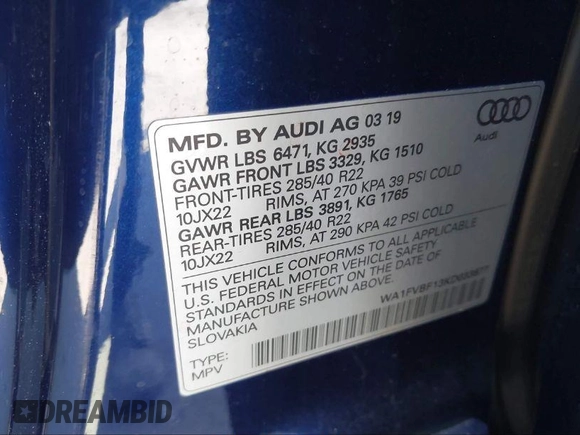 MFD. BY AUDI AG 03 19
GVWR LBS 6471, KG 2935
GAWR FRONT LBS 3329, KG 1510
FRONT-TIRES 285/40 R22
10JX22 RIMS, AT 270 KPA 39 PSI COLD
GAWR REAR LBS 3891, KG 1765
REAR-TIRES 285/40 R22
10JX22 RIMS, AT 290 KPA 42 PSI COLD
THIS VEHICLE CONFORMS TO ALL APPLICABLE
U.S. FEDERAL MOTOR VEHICLE SAFETY
STANDARDS IN EFFECT ON THE DATE OF
MANUFACTURE SHOWN ABOVE.
SLOVAKIA
TYPE:
MPV
Audi
DREAMBID